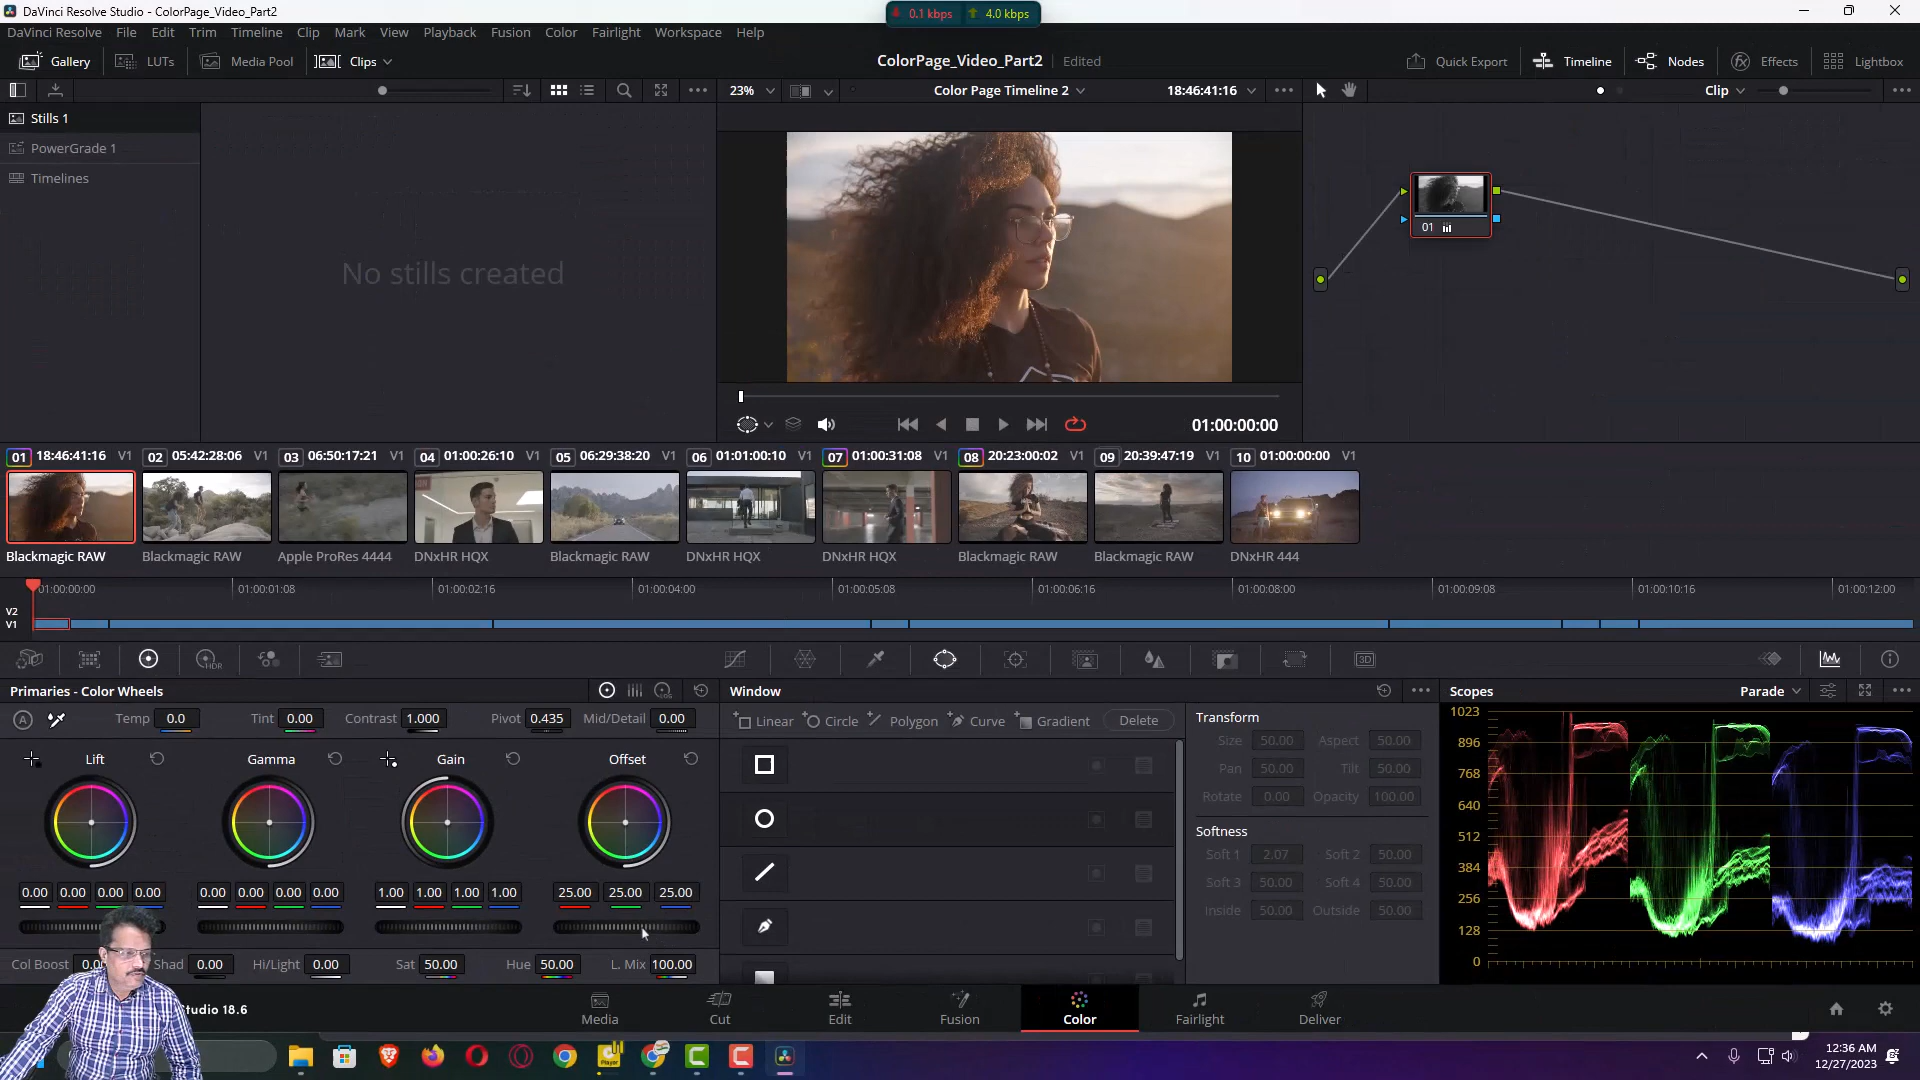 DaVinci Resolve Studio - ColorPage_Video_Part2
0.1 kbps 4.0 kbps
DaVinci Resolve File Edit Trim Timeline Clip Mark View Playback Fusion Color Fairlight Workspace Help
Gallery LUTs Media Pool Clips ColorPage_Video_Part2 Edited Quick Export Timeline Nodes Effects Lightbox
23% Color Page Timeline 2 18:46:41:16 Clip
Stills 1
PowerGrade 1
Timelines
No stills created
01
01:00:00:00
01 18:46:41:16 V1 02 05:42:28:06 V1 03 06:50:17:21 V1 04 01:00:26:10 V1 05 06:29:38:20 V1 06 01:01:00:10 V1 07 01:00:31:08 V1 08 20:23:00:02 V1 09 20:39:47:19 V1 10 01:00:00:00 V1
Blackmagic RAW Blackmagic RAW Apple ProRes 4444 DNxHR HQX Blackmagic RAW DNxHR HQX DNxHR HQX Blackmagic RAW Blackmagic RAW DNxHR 444
01:00:00:00 01:00:01:08 01:00:02:16 01:00:04:00 01:00:05:08 01:00:06:16 01:00:08:00 01:00:09:08 01:00:10:16 01:00:12:00
V2
V1
HDR 3D
Primaries - Color Wheels LOG Window Scopes Parade
A Temp 0.0 Tint 0.00 Contrast 1.000 Pivot 0.435 Mid/Detail 0.00
Linear Circle Polygon Curve Gradient Delete
Lift Gamma Gain Offset
0.00 0.00 0.00 0.00 0.00 0.00 0.00 0.00 1.00 1.00 1.00 1.00 25.00 25.00 25.00
Col Boost Shad 0.00 Hi/Light 0.00 Sat 50.00 Hue 50.00 L. Mix 100.00
Transform
Size 50.00 Aspect 50.00
Pan 50.00 Tilt 50.00
Rotate 0.00 Opacity 100.00
Softness
Soft 1 2.07 Soft 2 50.00
Soft 3 50.00 Soft 4 50.00
Inside 50.00 Outside 50.00
1023
896
768
640
512
384
256
128
0
Studio 18.6
Media Cut Edit Fusion Color Fairlight Deliver
12:36 AM
12/27/2023